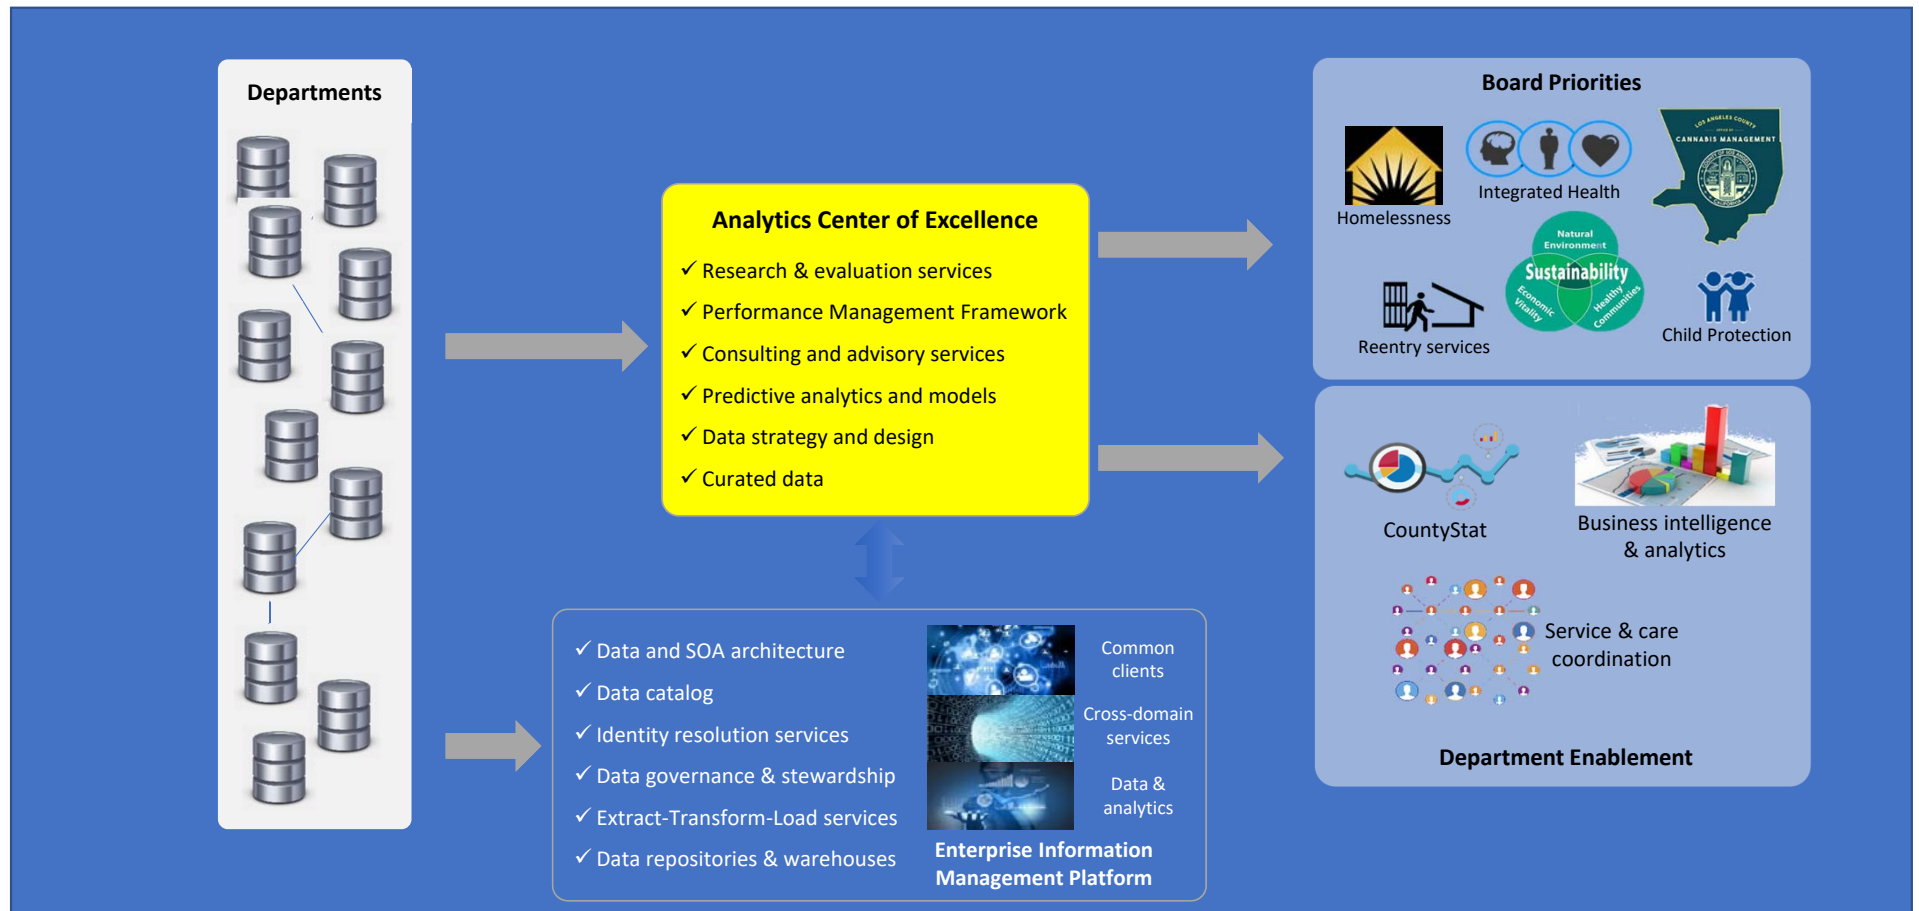 Departments
Analytics Center of Excellence
✓ Research & evaluation services
✓ Performance Management Framework
✓ Consulting and advisory services
✓ Predictive analytics and models
✓ Data strategy and design
✓ Curated data
✓ Data and SOA architecture
✓ Data catalog
✓ Identity resolution services
✓ Data governance & stewardship
✓ Extract-Transform-Load services
✓ Data repositories & warehouses
Common
clients
Cross-domain
services
Data &
analytics
Enterprise Information
Management Platform
Board Priorities
Homelessness
Integrated Health
LOS ANGELES COUNTY
CANNABIS MANAGEMENT
Natural
Environment
Sustainability
Economic
Vitality
Healthy
Communities
Reentry services
Child Protection
CountyStat
Business intelligence
& analytics
Service & care
coordination
Department Enablement